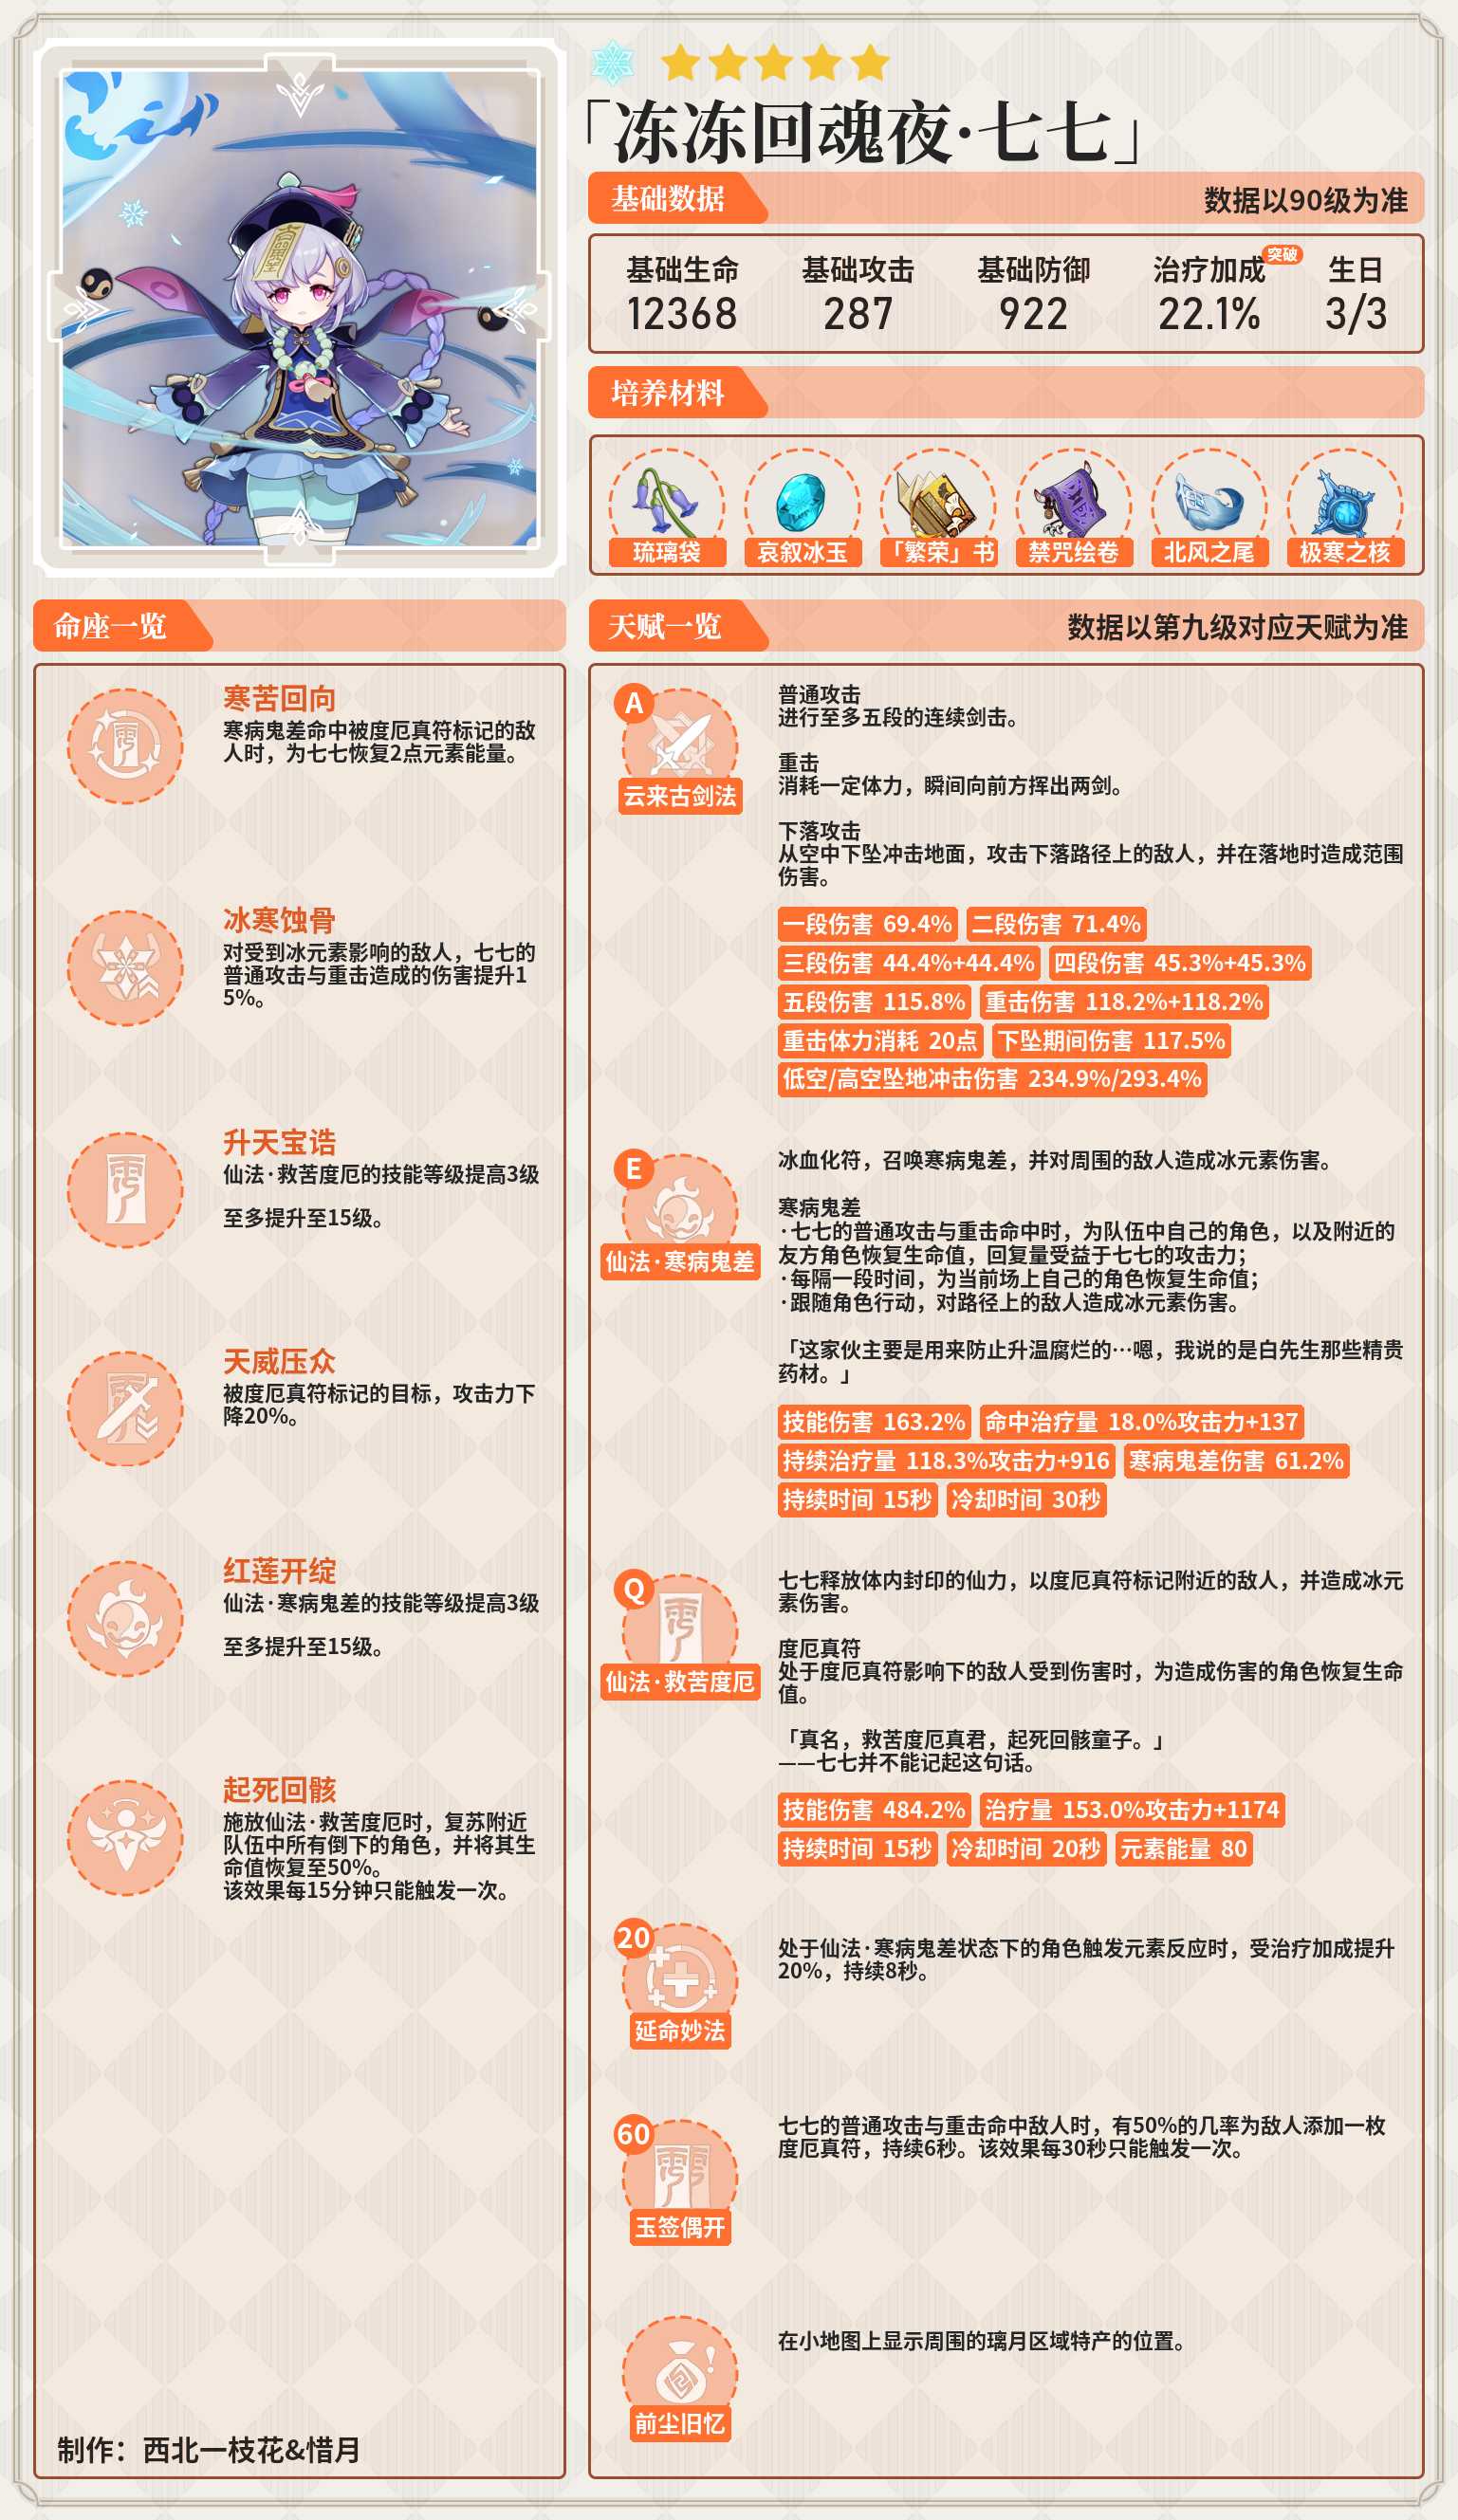 「冻冻回魂夜·七七」
基础数据
数据以90级为准
基础生命
基础攻击
基础防御
治疗加成
突破
生日
12368
287
922
22.1%
3/3
培养材料
琉璃袋
哀叙冰玉
「繁荣」书
禁咒绘卷
北风之尾
极寒之核
命座一览
寒苦回向
寒病鬼差命中被度厄真符标记的敌
人时，为七七恢复2点元素能量。
冰寒蚀骨
对受到冰元素影响的敌人，七七的
普通攻击与重击造成的伤害提升1
5%。
升天宝诰
仙法·救苦度厄的技能等级提高3级
至多提升至15级。
天威压众
被度厄真符标记的目标，攻击力下
降20%。
红莲开绽
仙法·寒病鬼差的技能等级提高3级
至多提升至15级。
起死回骸
施放仙法·救苦度厄时，复苏附近
队伍中所有倒下的角色，并将其生
命值恢复至50%。
该效果每15分钟只能触发一次。
制作：西北一枝花&惜月
天赋一览
数据以第九级对应天赋为准
A
云来古剑法
普通攻击
进行至多五段的连续剑击。
重击
消耗一定体力，瞬间向前方挥出两剑。
下落攻击
从空中下坠冲击地面，攻击下落路径上的敌人，并在落地时造成范围
伤害。
一段伤害 69.4% 二段伤害 71.4%
三段伤害 44.4%+44.4% 四段伤害 45.3%+45.3%
五段伤害 115.8% 重击伤害 118.2%+118.2%
重击体力消耗 20点 下坠期间伤害 117.5%
低空/高空坠地冲击伤害 234.9%/293.4%
E
仙法·寒病鬼差
冰血化符，召唤寒病鬼差，并对周围的敌人造成冰元素伤害。
寒病鬼差
·七七的普通攻击与重击命中时，为队伍中自己的角色，以及附近的
友方角色恢复生命值，回复量受益于七七的攻击力；
·每隔一段时间，为当前场上自己的角色恢复生命值；
·跟随角色行动，对路径上的敌人造成冰元素伤害。
「这家伙主要是用来防止升温腐烂的…嗯，我说的是白先生那些精贵
药材。」
技能伤害 163.2% 命中治疗量 18.0%攻击力+137
持续治疗量 118.3%攻击力+916 寒病鬼差伤害 61.2%
持续时间 15秒 冷却时间 30秒
Q
仙法·救苦度厄
七七释放体内封印的仙力，以度厄真符标记附近的敌人，并造成冰元
素伤害。
度厄真符
处于度厄真符影响下的敌人受到伤害时，为造成伤害的角色恢复生命
值。
「真名，救苦度厄真君，起死回骸童子。」
——七七并不能记起这句话。
技能伤害 484.2% 治疗量 153.0%攻击力+1174
持续时间 15秒 冷却时间 20秒 元素能量 80
20
延命妙法
处于仙法·寒病鬼差状态下的角色触发元素反应时，受治疗加成提升
20%，持续8秒。
60
玉签偶开
七七的普通攻击与重击命中敌人时，有50%的几率为敌人添加一枚
度厄真符，持续6秒。该效果每30秒只能触发一次。
前尘旧忆
在小地图上显示周围的璃月区域特产的位置。